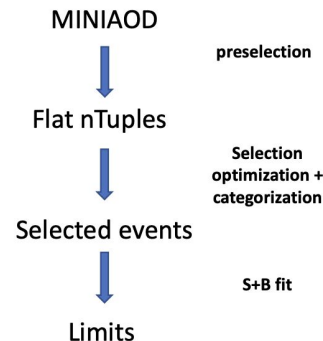 MINIAOD
preselection
Flat nTuples
Selection
optimization +
categorization
Selected events
S+B fit
Limits